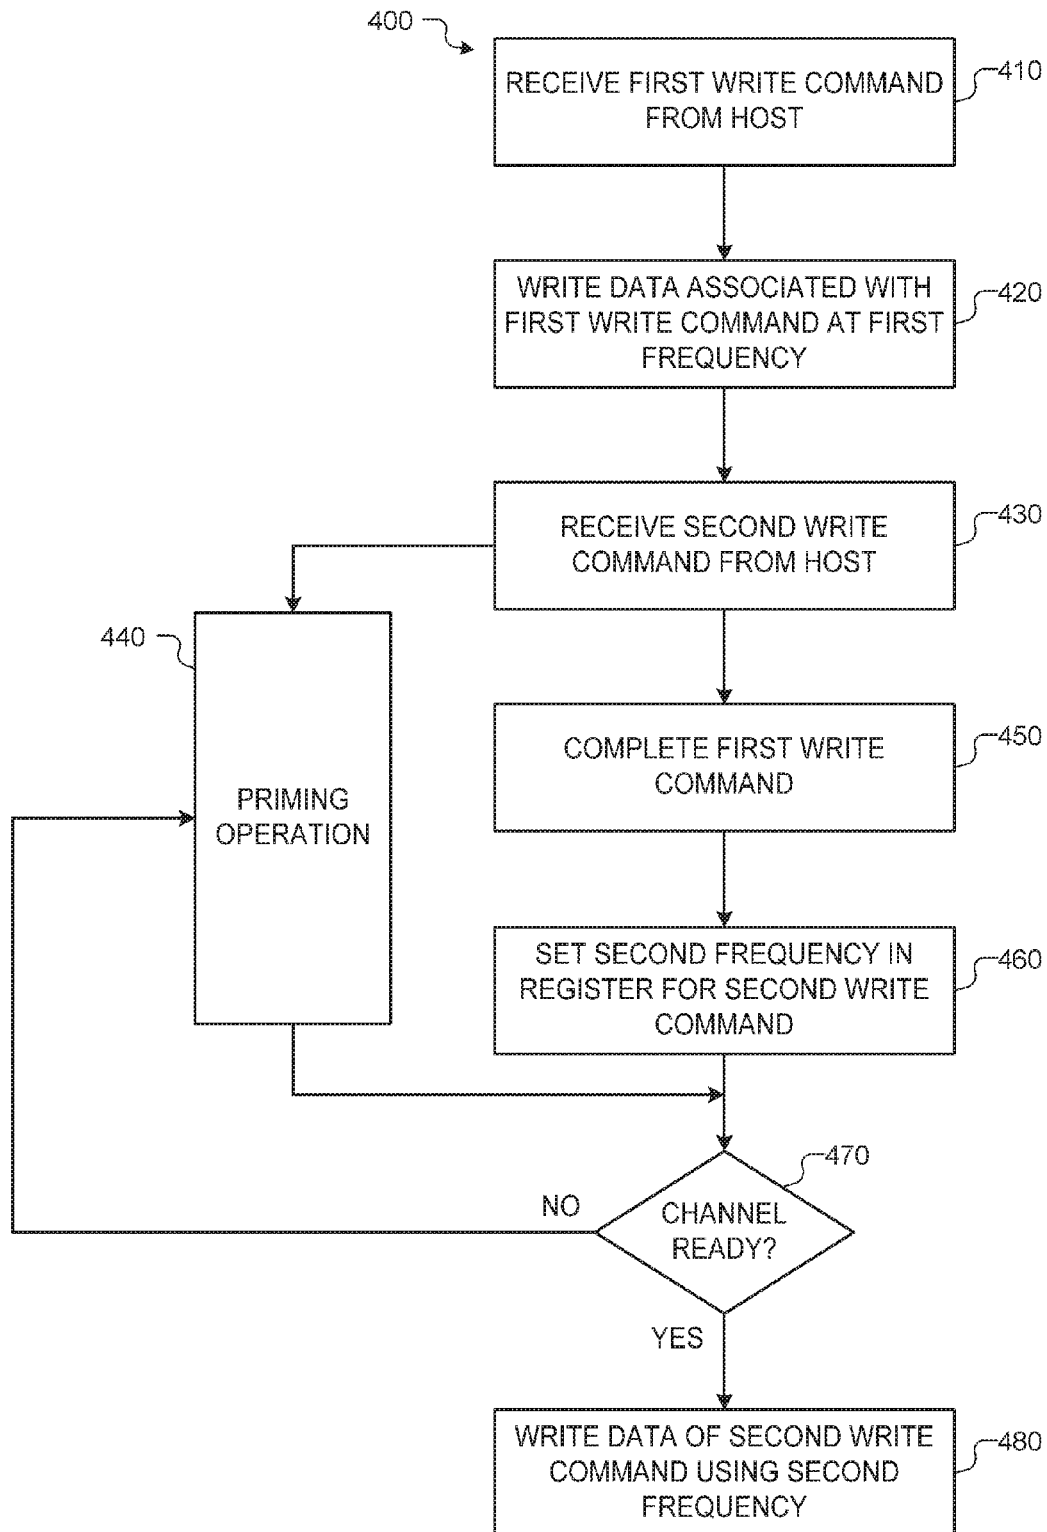 400
RECEIVE FIRST WRITE COMMAND
FROM HOST
410
WRITE DATA ASSOCIATED WITH
FIRST WRITE COMMAND AT FIRST
FREQUENCY
420
RECEIVE SECOND WRITE
COMMAND FROM HOST
430
440
PRIMING
OPERATION
COMPLETE FIRST WRITE
COMMAND
450
SET SECOND FREQUENCY IN
REGISTER FOR SECOND WRITE
COMMAND
460
470
CHANNEL
READY?
NO
YES
WRITE DATA OF SECOND WRITE
COMMAND USING SECOND
FREQUENCY
480